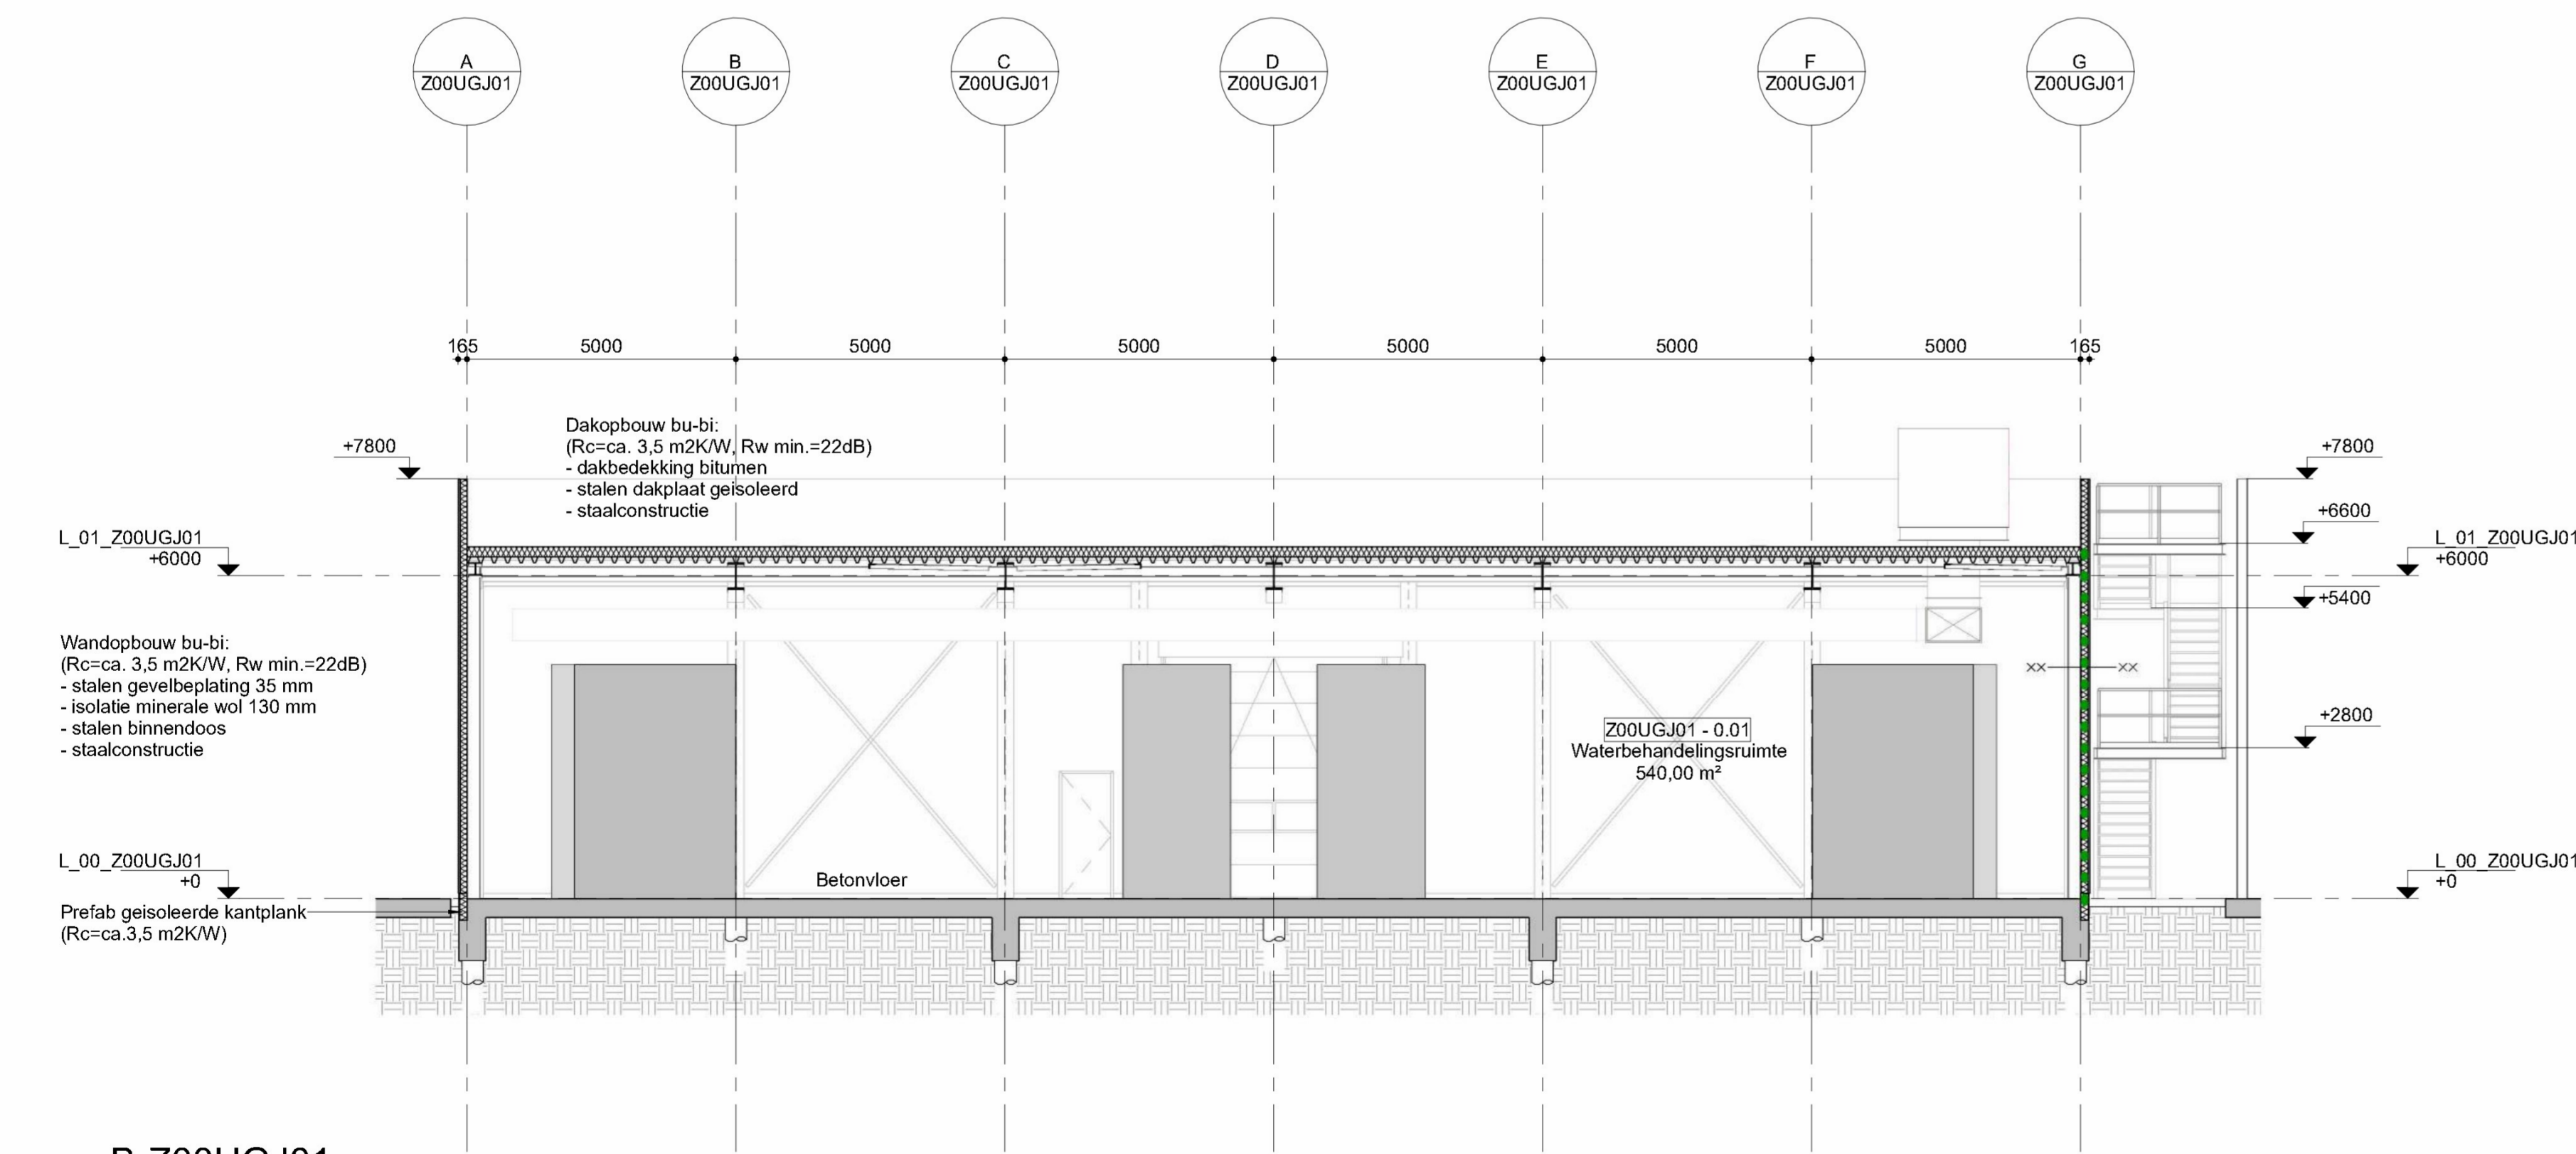 A
Z00UGJ01
B
Z00UGJ01
C
Z00UGJ01
D
Z00UGJ01
E
Z00UGJ01
F
Z00UGJ01
G
Z00UGJ01
165
5000
5000
5000
5000
5000
5000
165
Dakopbouw bu-bi:
(Rc=ca. 3,5 m2K/W, Rw min.=22dB)
- dakbedekking bitumen
- stalen dakplaat geisoleerd
- staalconstructie
+7800
+7800
+6600
L_01_Z00UGJ01
+6000
L_01_Z00UGJ01
+6000
+5400
Wandopbouw bu-bi:
(Rc=ca. 3,5 m2K/W, Rw min.=22dB)
- stalen gevelbeplating 35 mm
- isolatie minerale wol 130 mm
- stalen binnendoos
- staalconstructie
xx
xx
+2800
Z00UGJ01 - 0.01
Waterbehandelingsruimte
540,00 m²
Betonvloer
L_00_Z00UGJ01
+0
L_00_Z00UGJ01
+0
Prefab geisoleerde kantplank
(Rc=ca.3,5 m2K/W)